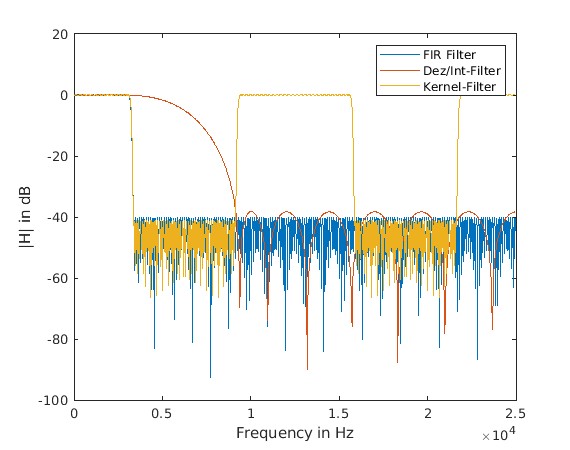 20
0
-20
-40
-60
-80
-100
|H| in dB
FIR Filter
Dez/Int-Filter
Kernel-Filter
0 0.5 1 1.5 2 2.5
Frequency in Hz
×10⁴